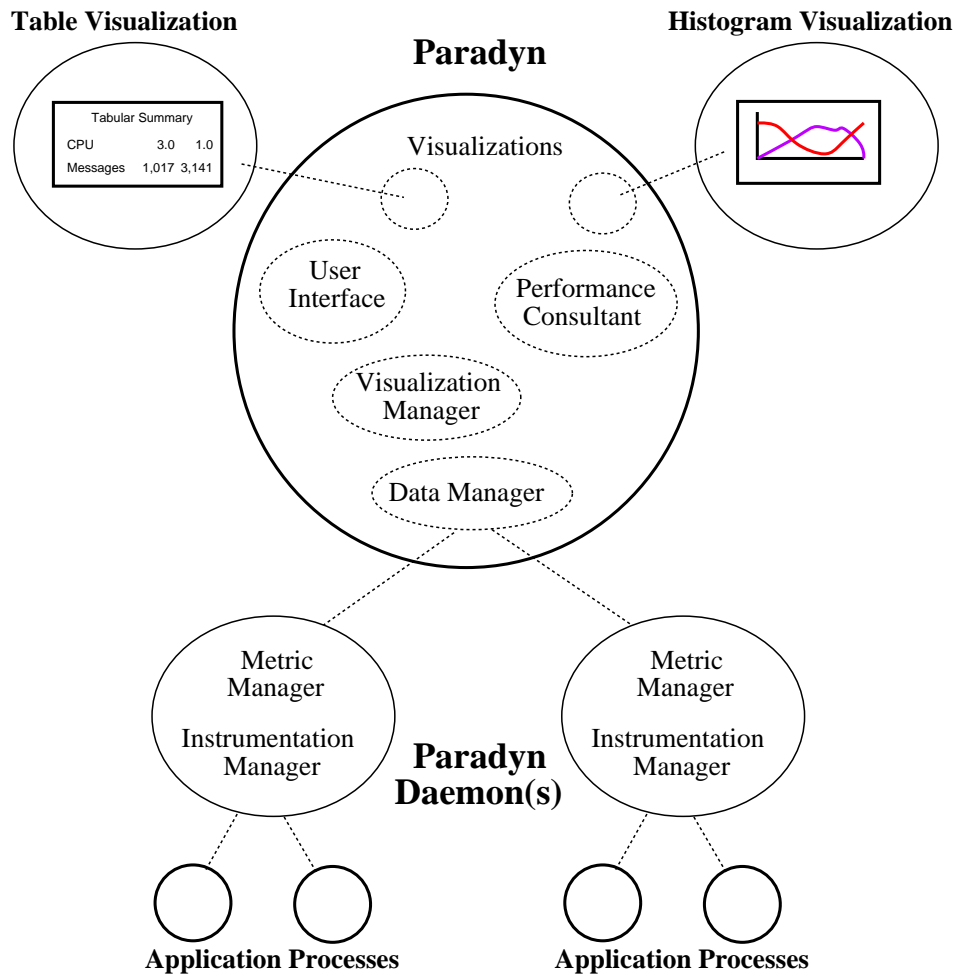 Table Visualization
Histogram Visualization
Paradyn
Tabular Summary
CPU 3.0 1.0
Messages 1,017 3,141
Visualizations
User
Interface
Performance
Consultant
Visualization
Manager
Data Manager
Metric
Manager
Instrumentation
Manager
Metric
Manager
Instrumentation
Manager
Paradyn
Daemon(s)
Application Processes
Application Processes